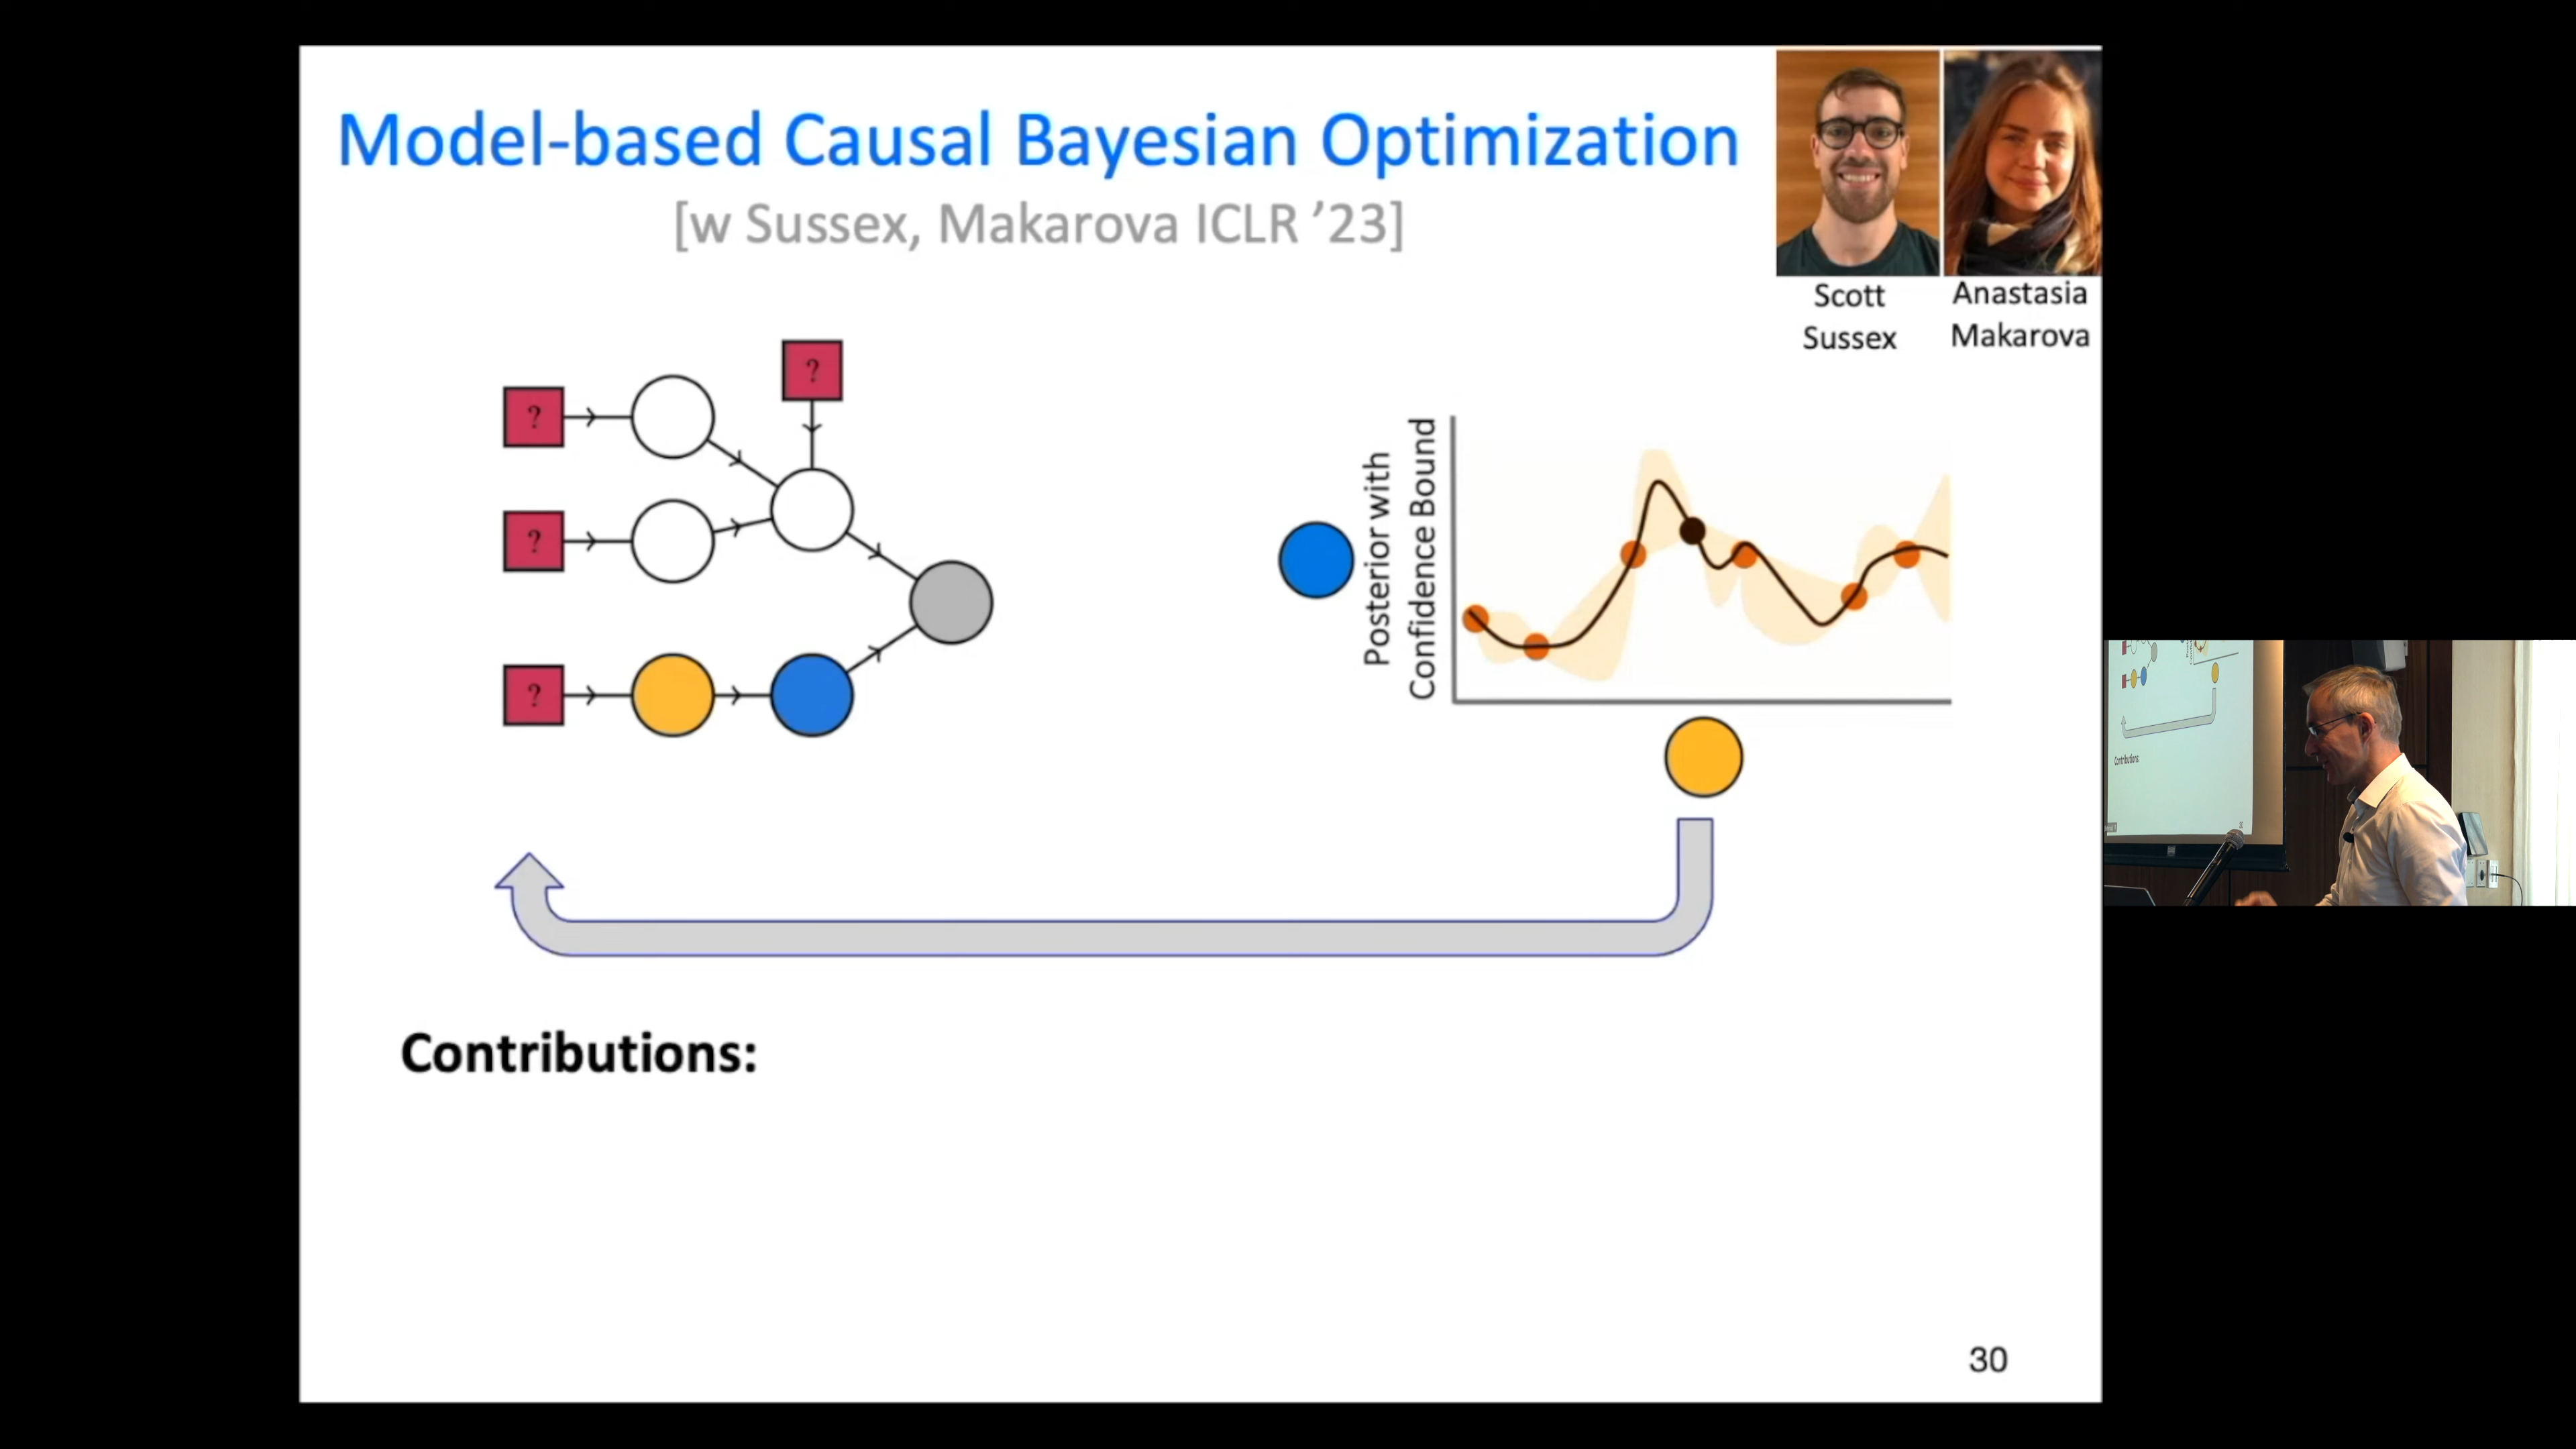 Model-based Causal Bayesian Optimization
[w Sussex, Makarova ICLR ’23]
Scott
Sussex
Anastasia
Makarova
?
?
?
?
Posterior with
Confidence Bound
Contributions:
30
Contributions: